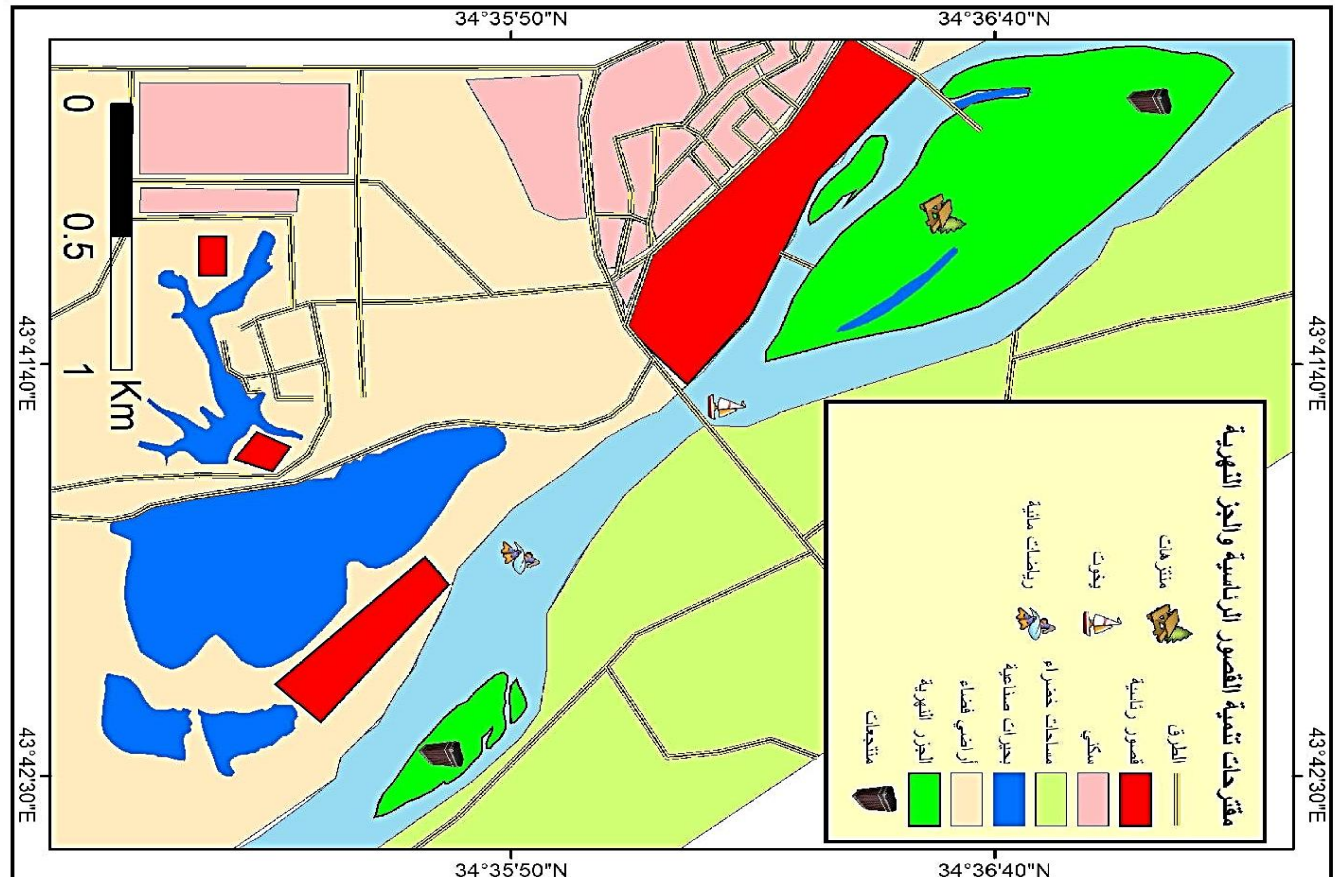 34°35'50"N
34°36'40"N
43°41'40"E
43°42'30"E
43°41'40"E
43°42'30"E
34°35'50"N
34°36'40"N
0
0.5
1
Km
مقترحات تنمية القصور الرئاسية والجز النهرية
الطرق
قصور رئاسية
سكني
مساحات خضراء
بحيرات صناعية
أراضي فضاء
الجزر النهرية
منتجعات
منتزهات
يخوت
رياضات مائية